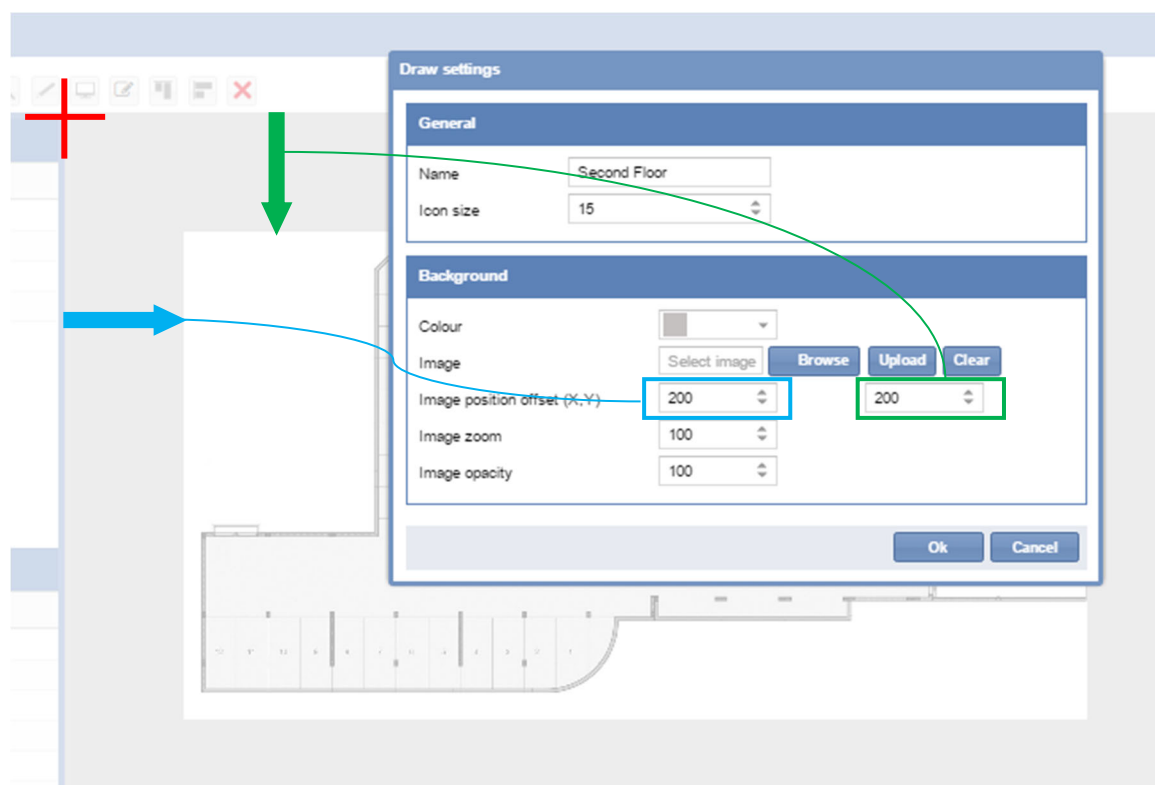 Draw settings
General
Name Second Floor
Icon size 15
Background
Colour
Image Select image Browse Upload Clear
Image position offset (X,Y) 200 200
Image zoom 100
Image opacity 100
Ok Cancel